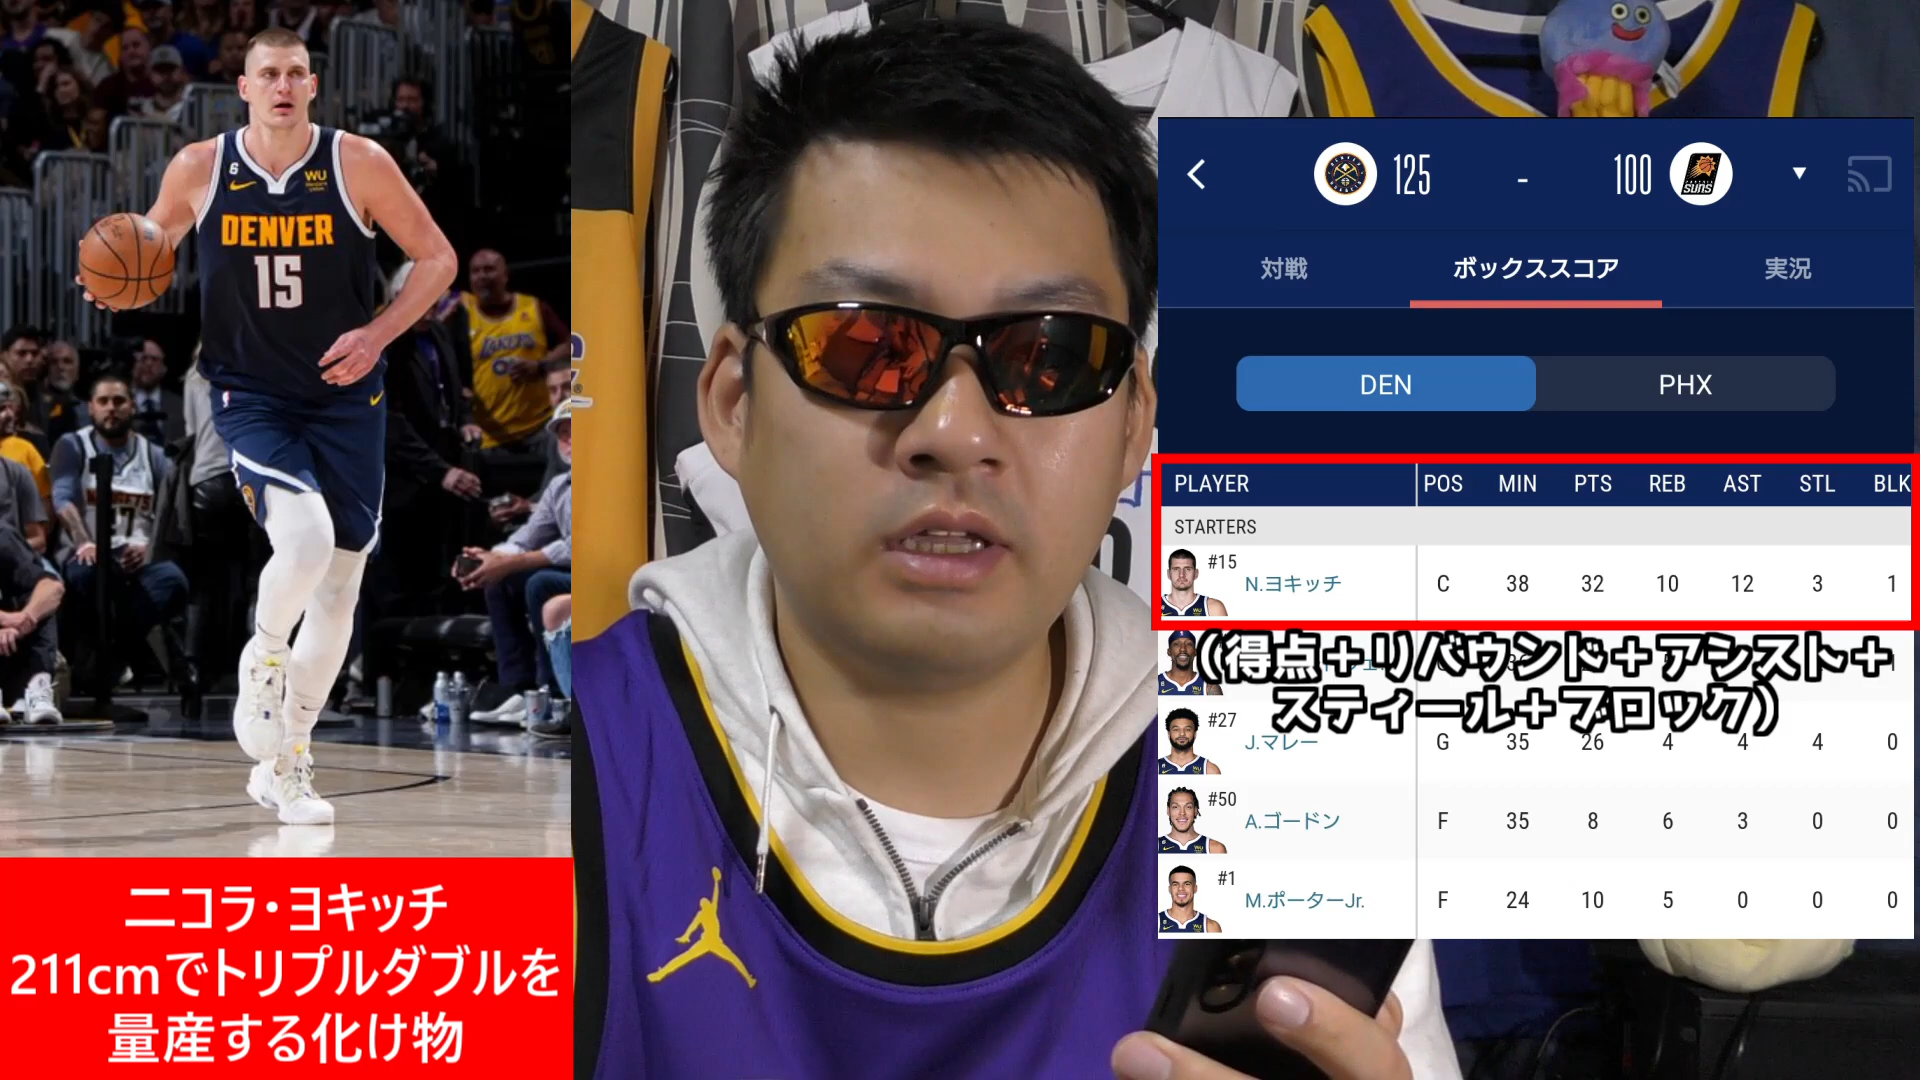 6
WU
DENVER
15
LAKERS
ニコラ・ヨキッチ
211cmでトリプルダブルを
量産する化け物
125 - 100
SUNS
対戦 ボックススコア 実況
DEN PHX
PLAYER POS MIN PTS REB AST STL BLK
STARTERS
#15 N.ヨキッチ C 38 32 10 12 3 1
（得点＋リバウンド＋アシスト＋
スティール＋ブロック）
#27 J.マレー G 35 26 4 4 4 0
#50 A.ゴードン F 35 8 6 3 0 0
#1 M.ポーターJr. F 24 10 5 0 0 0